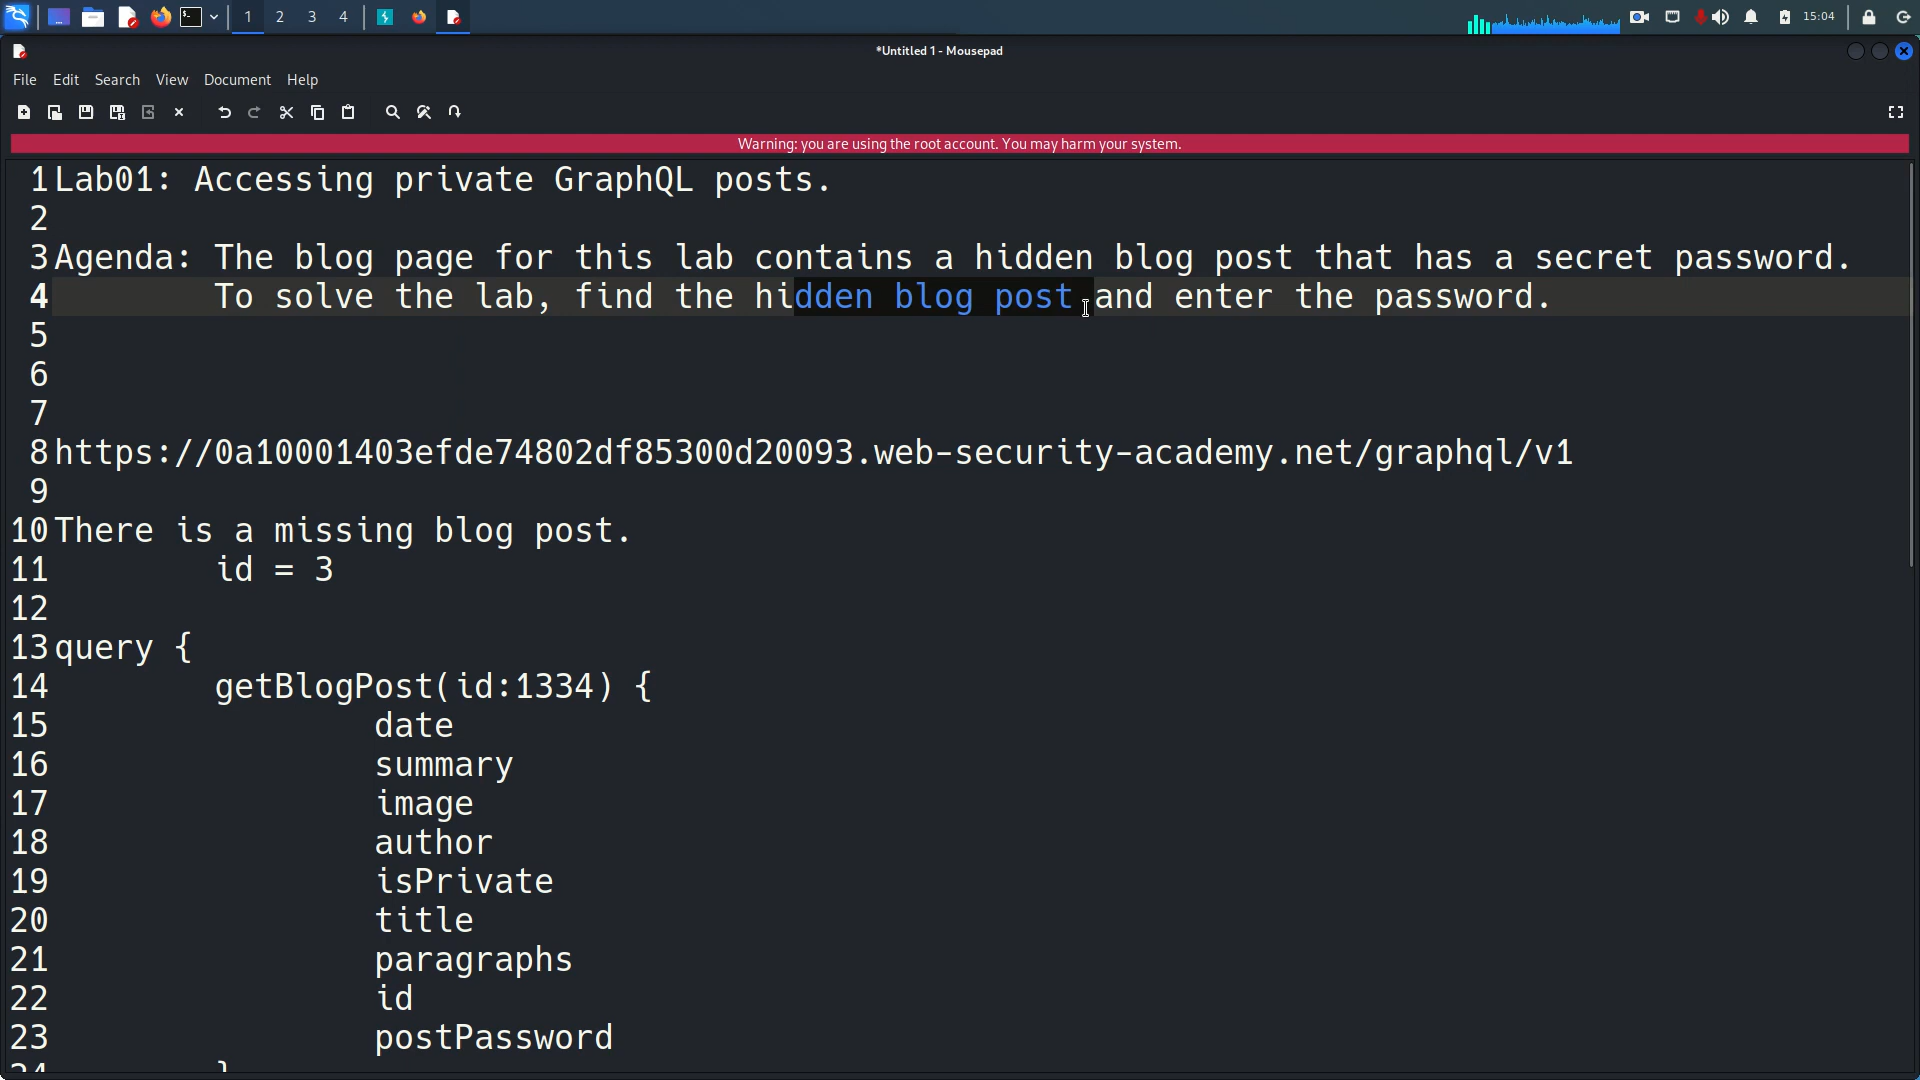 1 2 3 4
15:04
*Untitled 1 - Mousepad
File Edit Search View Document Help
Warning: you are using the root account. You may harm your system.
1 Lab01: Accessing private GraphQL posts.
2
3 Agenda: The blog page for this lab contains a hidden blog post that has a secret password.
4 To solve the lab, find the hidden blog post and enter the password.
5
6
7
8 https://0a10001403efde74802df85300d20093.web-security-academy.net/graphql/v1
9
10 There is a missing blog post.
11 id = 3
12
13 query {
14 getBlogPost(id:1334) {
15 date
16 summary
17 image
18 author
19 isPrivate
20 title
21 paragraphs
22 id
23 postPassword
24 }